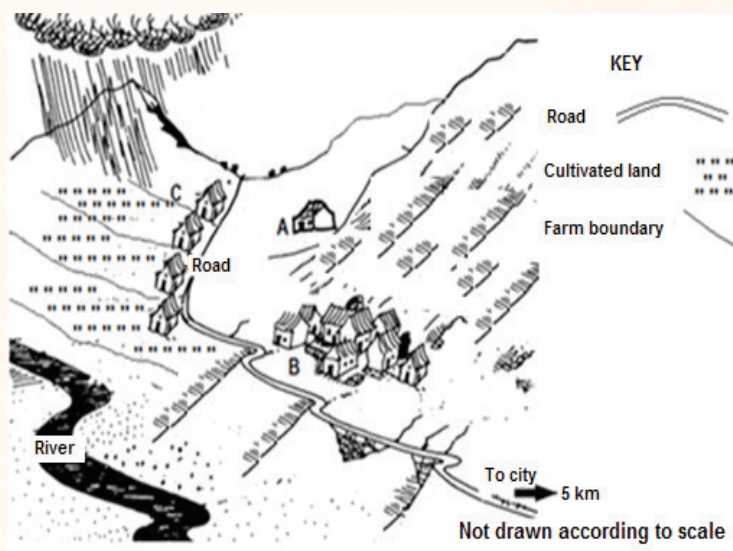 KEY
Road
Cultivated land
Farm boundary
C
A
Road
B
River
To city
5 km
Not drawn according to scale